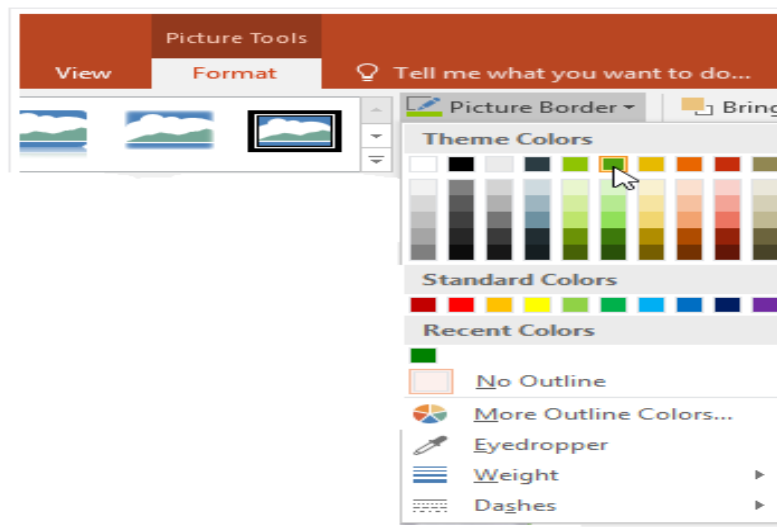 Picture Tools
View Format Tell me what you want to do...
Picture Border Bring
Theme Colors
Standard Colors
Recent Colors
No Outline
More Outline Colors...
Eyedropper
Weight
Dashes